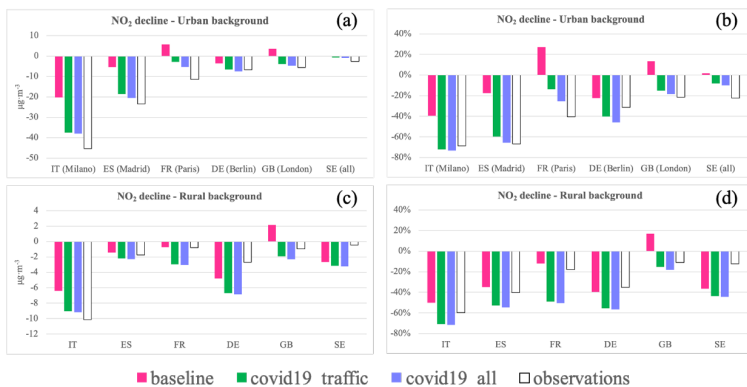 NO₂ decline - Urban background (a)
10
0
-10
-20
-30
-40
-50
µg·m⁻³
IT (Milano) ES (Madrid) FR (Paris) DE (Berlin) GB (London) SE (all)
NO₂ decline - Urban background (b)
40%
20%
0%
-20%
-40%
-60%
-80%
IT (Milano) ES (Madrid) FR (Paris) DE (Berlin) GB (London) SE (all)
NO₂ decline - Rural background (c)
4
2
0
-2
-4
-6
-8
-10
-12
µg·m⁻³
IT ES FR DE GB SE
NO₂ decline - Rural background (d)
40%
20%
0%
-20%
-40%
-60%
-80%
IT ES FR DE GB SE
baseline covid19 traffic covid19 all observations